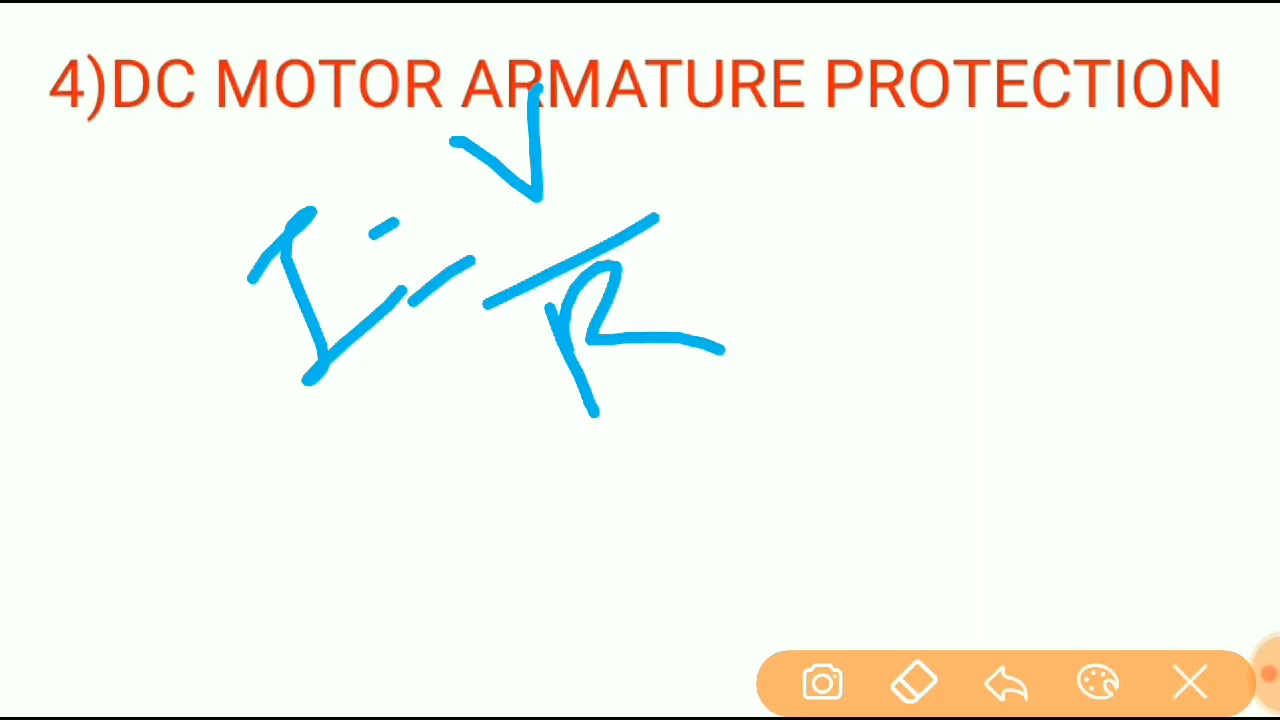 4)DC MOTOR ARMATURE PROTECTION
I = V/R